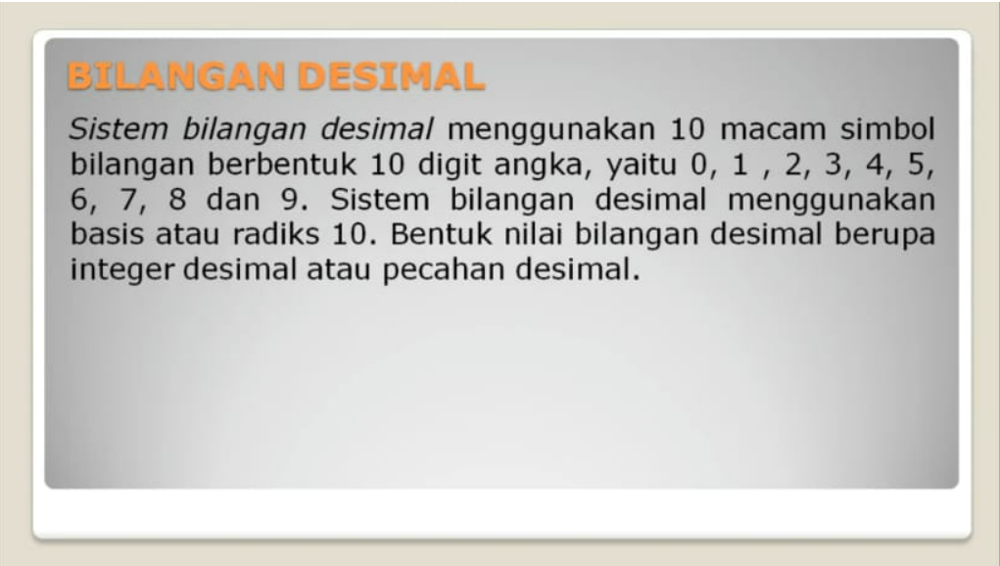 BILANGAN DESIMAL
Sistem bilangan desimal menggunakan 10 macam simbol
bilangan berbentuk 10 digit angka, yaitu 0, 1 , 2, 3, 4, 5,
6, 7, 8 dan 9. Sistem bilangan desimal menggunakan
basis atau radiks 10. Bentuk nilai bilangan desimal berupa
integer desimal atau pecahan desimal.